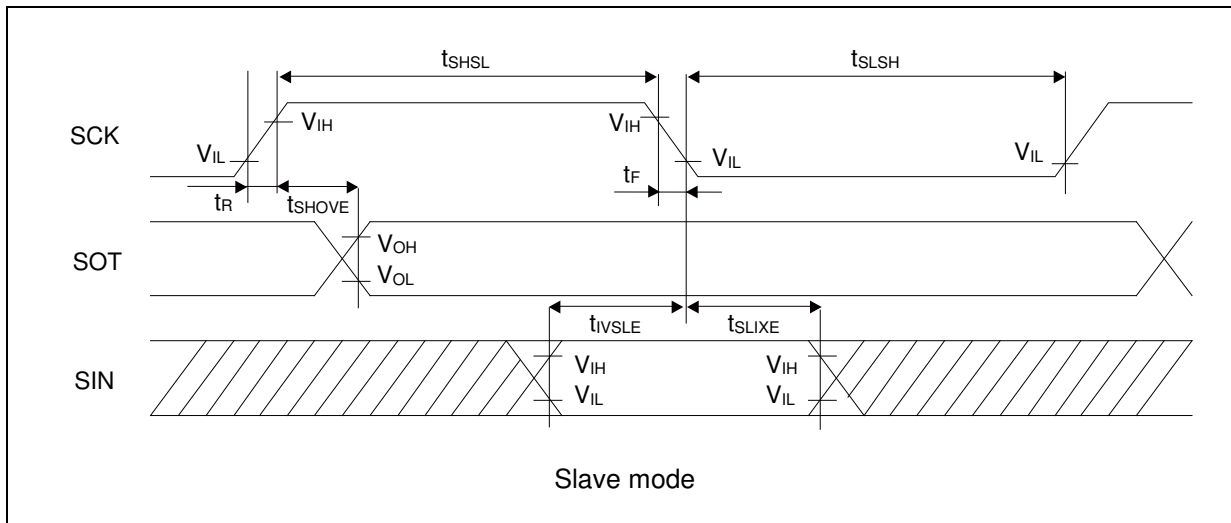 tSHSL
tSLSH
SCK
VIH
VIH
VIL
VIL
VIL
tF
tR
tSHOVE
SOT
VOH
VOL
tIVSLE
tSLIXE
SIN
VIH
VIH
VIL
VIL
Slave mode